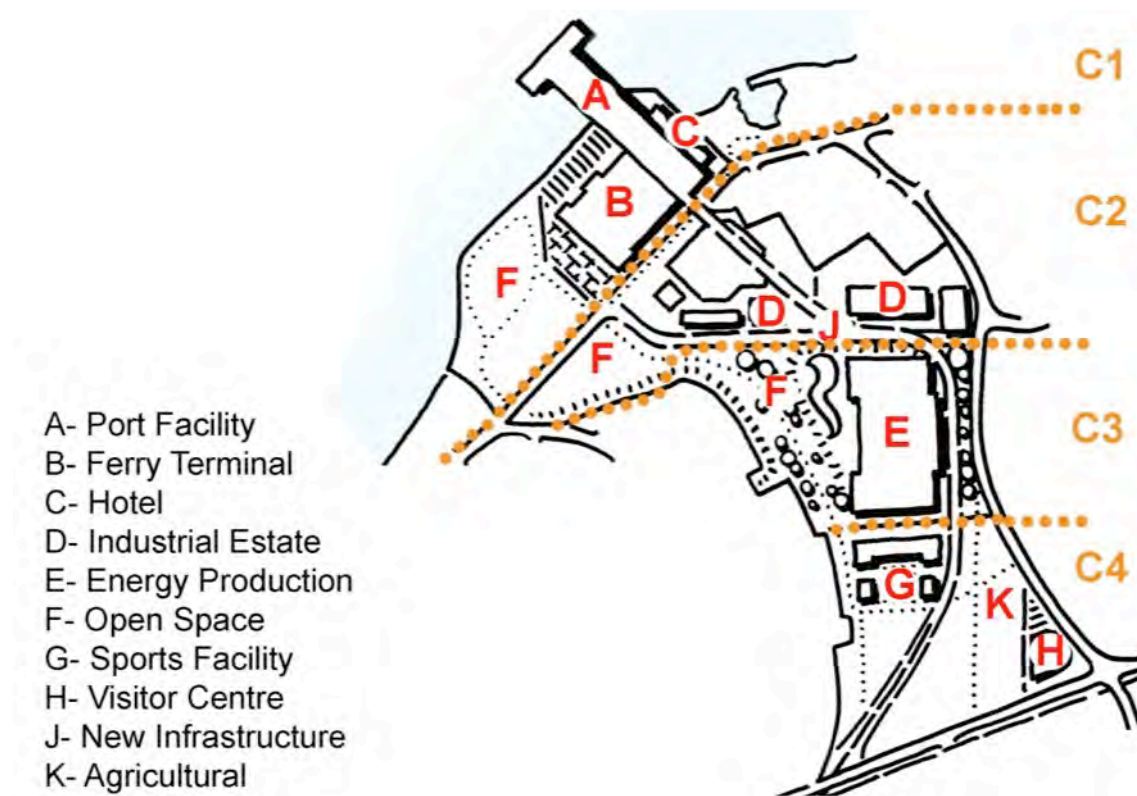 C1
A
C
C2
B
F
D
D
J
F
F
E
C3
C4
G
K
H
A- Port Facility
B- Ferry Terminal
C- Hotel
D- Industrial Estate
E- Energy Production
F- Open Space
G- Sports Facility
H- Visitor Centre
J- New Infrastructure
K- Agricultural